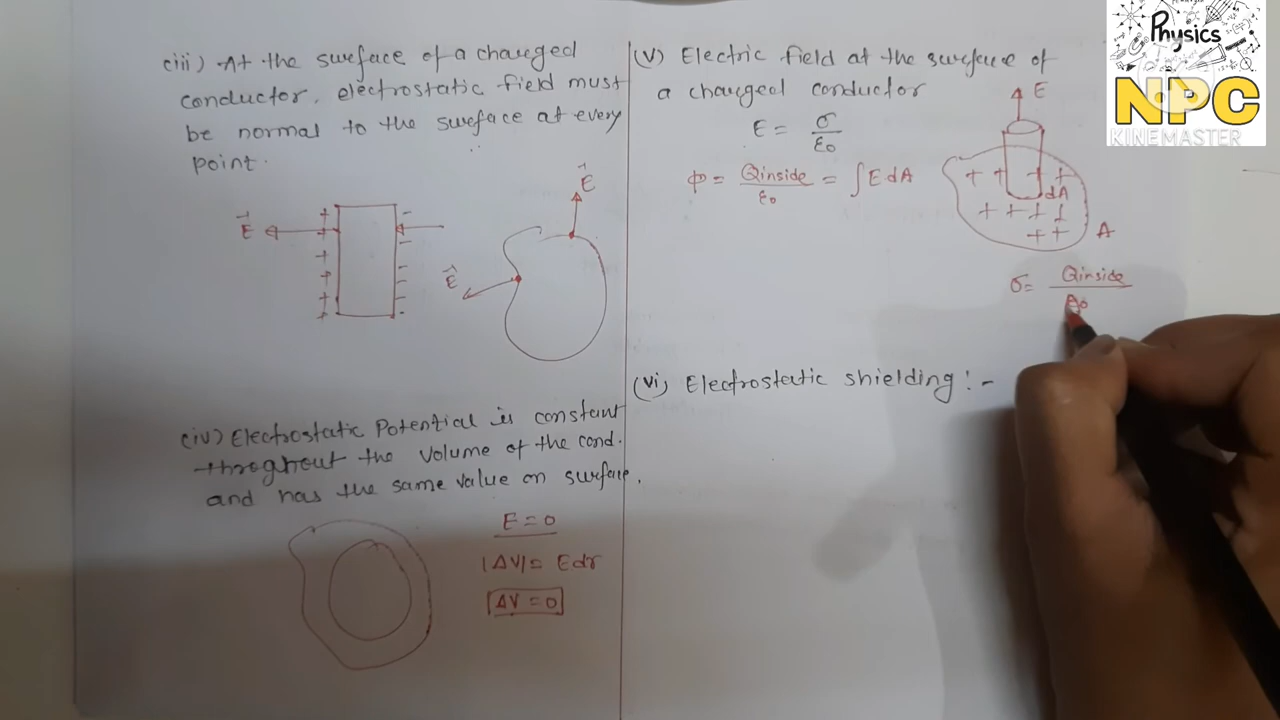 (iii) At the surface of a charged
conductor, electrostatic field must
be normal to the surface at every
point.
E
+
+
+
+
+
-
-
-
-
-
E
E
(iv) Electrostatic Potential is constant
throghout the volume of the cond.
and has the same value on surface.
E = 0
|ΔV| = E dr
ΔV = 0
(v) Electric field at the surface of
a charged conductor
E = σ/ε0
φ = Qinside/ε0 = ∫ E dA
E
+ + + +
dA
+ + + +
+ +
A
σ = Qinside
(vi) Electrostatic shielding : -
Physics
NPC
KINEMASTER